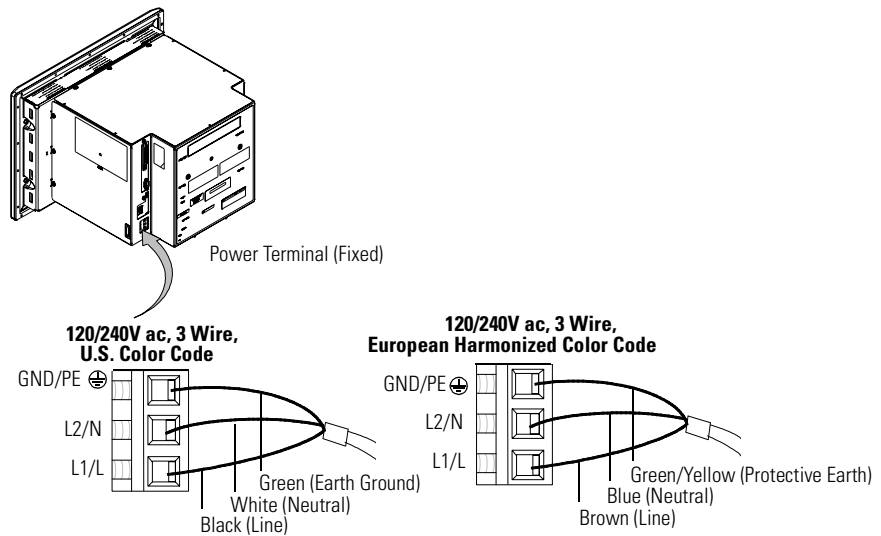 Power Terminal (Fixed)
120/240V ac, 3 Wire,
U.S. Color Code
GND/PE
L2/N
L1/L
Green (Earth Ground)
White (Neutral)
Black (Line)
120/240V ac, 3 Wire,
European Harmonized Color Code
GND/PE
L2/N
L1/L
Green/Yellow (Protective Earth)
Blue (Neutral)
Brown (Line)